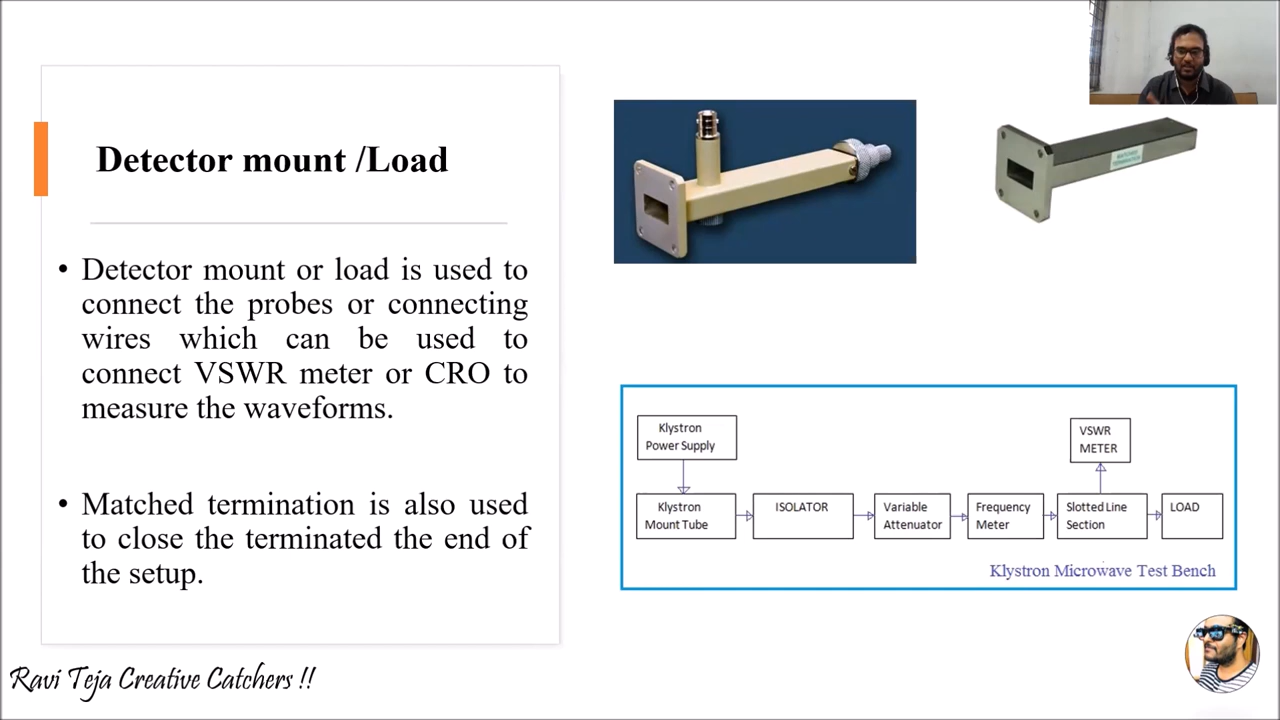 Detector mount /Load
• Detector mount or load is used to
connect the probes or connecting
wires which can be used to
connect VSWR meter or CRO to
measure the waveforms.
• Matched termination is also used
to close the terminated the end of
the setup.
MATCHED
TERMINATION
Klystron
Power Supply
VSWR
METER
Klystron
Mount Tube
ISOLATOR
Variable
Attenuator
Frequency
Meter
Slotted Line
Section
LOAD
Klystron Microwave Test Bench
Ravi Teja Creative Catchers !!